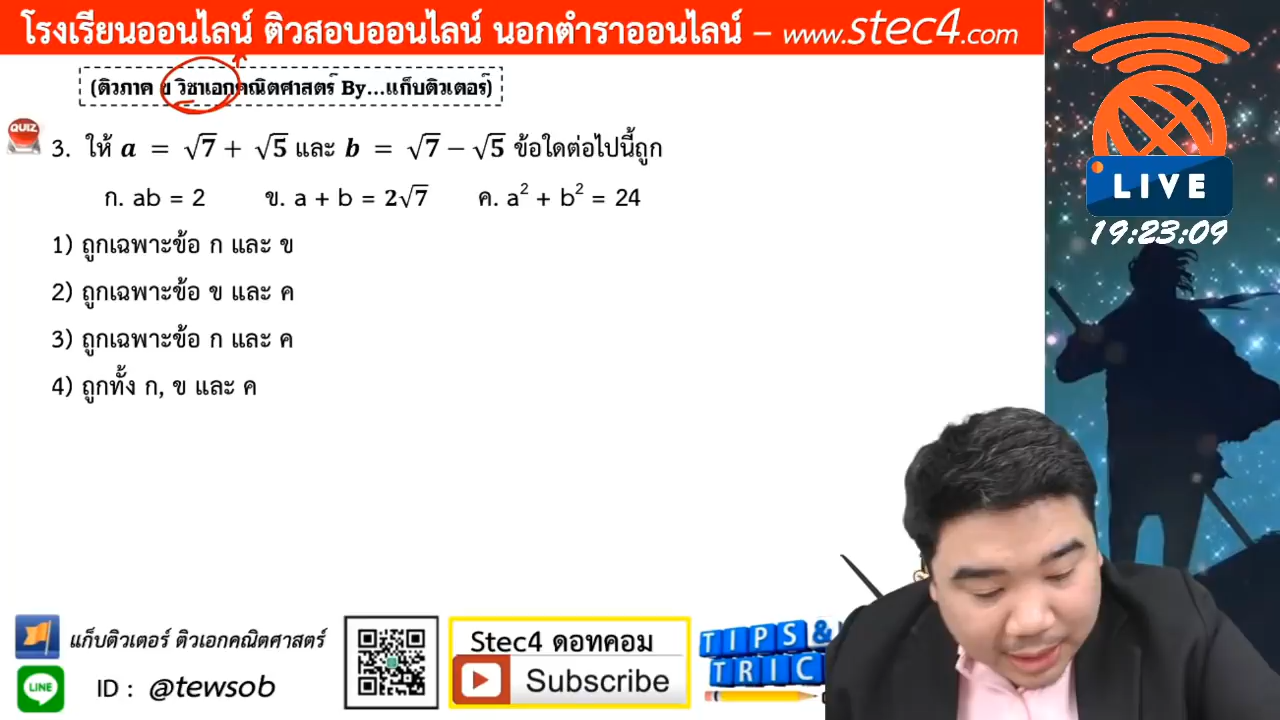 โรงเรียนออนไลน์ ติวสอบออนไลน์ นอกตำราออนไลน์ – www.stec4.com
(ติวภาค ข วิชาเอกคณิตศาสตร์ By...แก็บติวเตอร์)
QUIZ
3. ให้ a = √7 + √5 และ b = √7 − √5 ข้อใดต่อไปนี้ถูก
ก. ab = 2 ข. a + b = 2√7 ค. a² + b² = 24
1) ถูกเฉพาะข้อ ก และ ข
2) ถูกเฉพาะข้อ ข และ ค
3) ถูกเฉพาะข้อ ก และ ค
4) ถูกทั้ง ก, ข และ ค
LIVE
19:23:09
แก็บติวเตอร์ ติวเอกคณิตศาสตร์
LINE
ID : @tewsob
Stec4 ดอทคอม
Subscribe
TIPS &